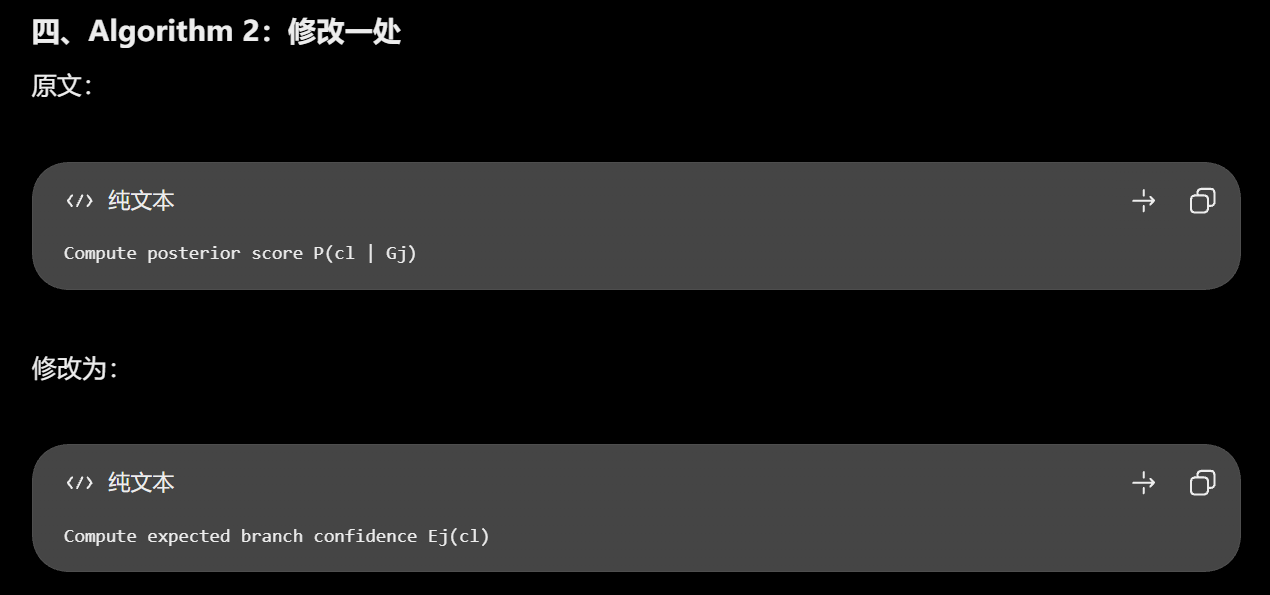 四、Algorithm 2：修改一处
原文：
</> 纯文本
Compute posterior score P(cl | Gj)
修改为：
</> 纯文本
Compute expected branch confidence Ej(cl)